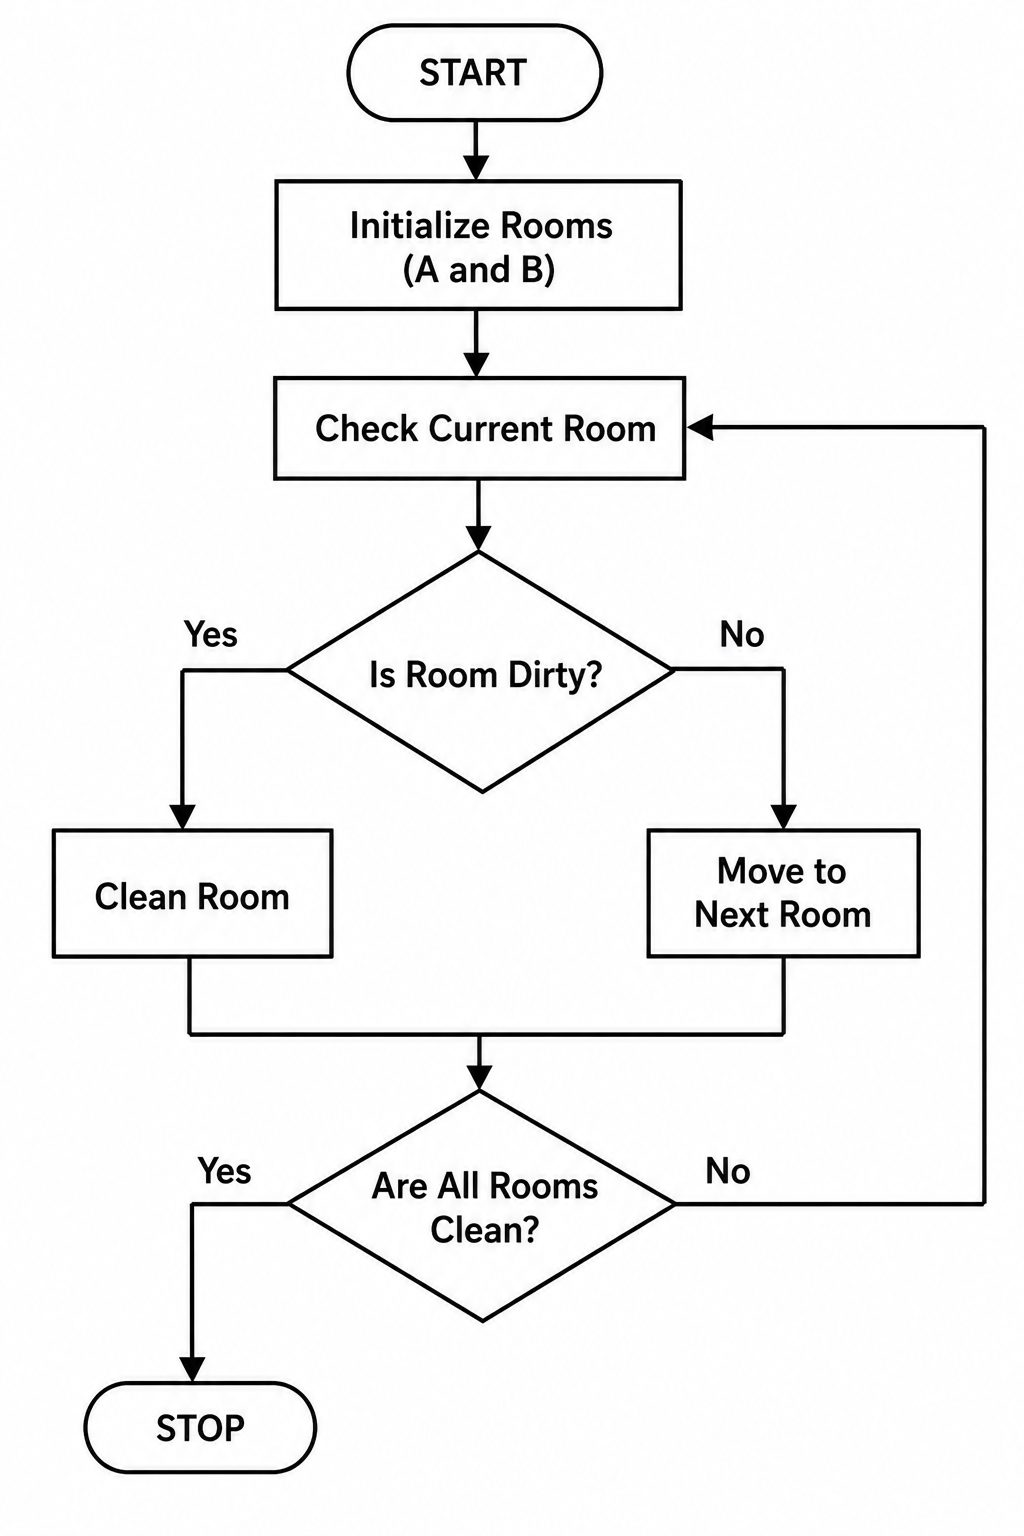 START
Initialize Rooms
(A and B)
Check Current Room
Is Room Dirty?
Yes
No
Clean Room
Move to
Next Room
Are All Rooms
Clean?
Yes
No
STOP